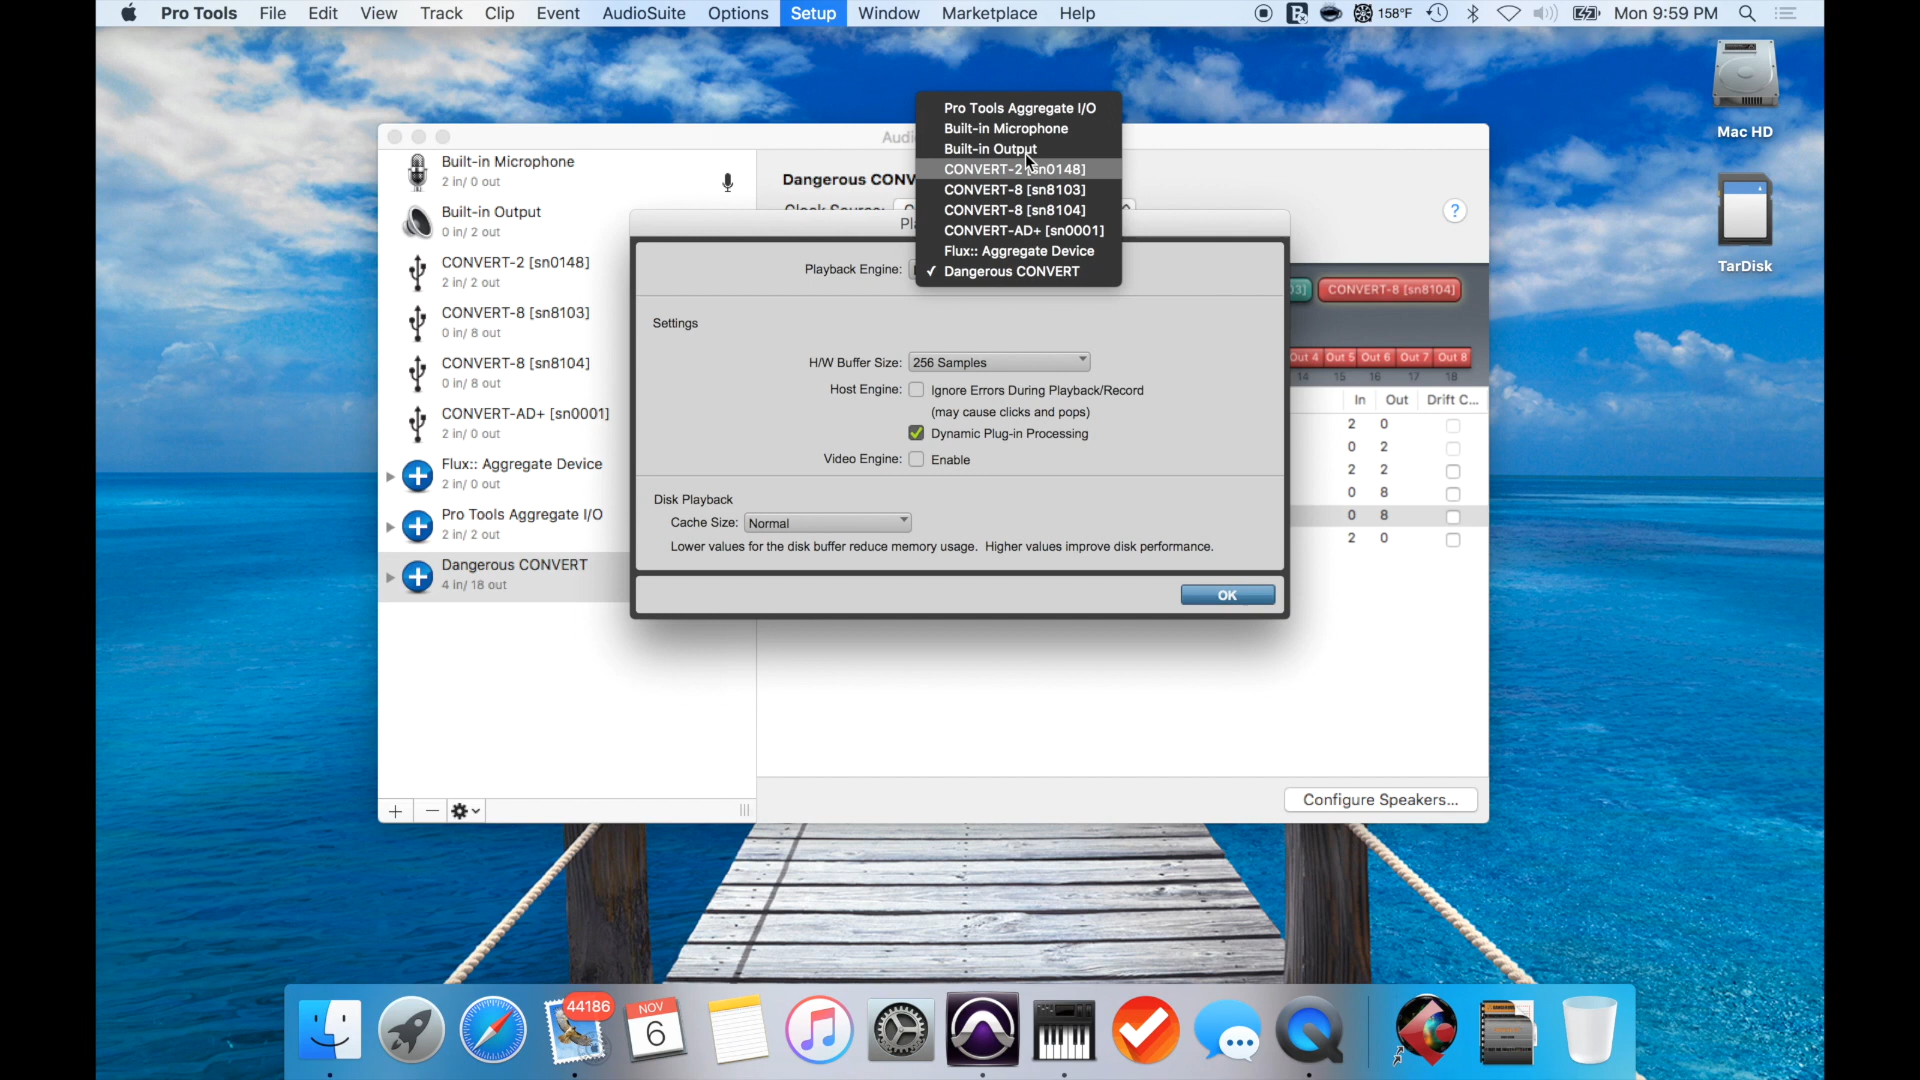 Pro Tools File Edit View Track Clip Event AudioSuite Options Setup Window Marketplace Help 158°F Mon 9:59 PM
Mac HD
TarDisk
Built-in Microphone
2 in/ 0 out
Built-in Output
0 in/ 2 out
CONVERT-2 [sn0148]
2 in/ 2 out
CONVERT-8 [sn8103]
0 in/ 8 out
CONVERT-8 [sn8104]
0 in/ 8 out
CONVERT-AD+ [sn0001]
2 in/ 0 out
Flux:: Aggregate Device
2 in/ 0 out
Pro Tools Aggregate I/O
2 in/ 2 out
Dangerous CONVERT
4 in/ 18 out
Dangerous CONV
?
Pro Tools Aggregate I/O
Built-in Microphone
Built-in Output
CONVERT-2 [sn0148]
CONVERT-8 [sn8103]
CONVERT-8 [sn8104]
CONVERT-AD+ [sn0001]
Flux:: Aggregate Device
✓ Dangerous CONVERT
Playback Engine:
Settings
H/W Buffer Size: 256 Samples
Host Engine: Ignore Errors During Playback/Record
(may cause clicks and pops)
Dynamic Plug-in Processing
Video Engine: Enable
Disk Playback
Cache Size: Normal
Lower values for the disk buffer reduce memory usage. Higher values improve disk performance.
OK
03] CONVERT-8 [sn8104]
Out 4 Out 5 Out 6 Out 7 Out 8
14 15 16 17 18
In Out Drift C...
2 0
0 2
2 2
0 8
0 8
2 0
Configure Speakers...
44186
NOV
6